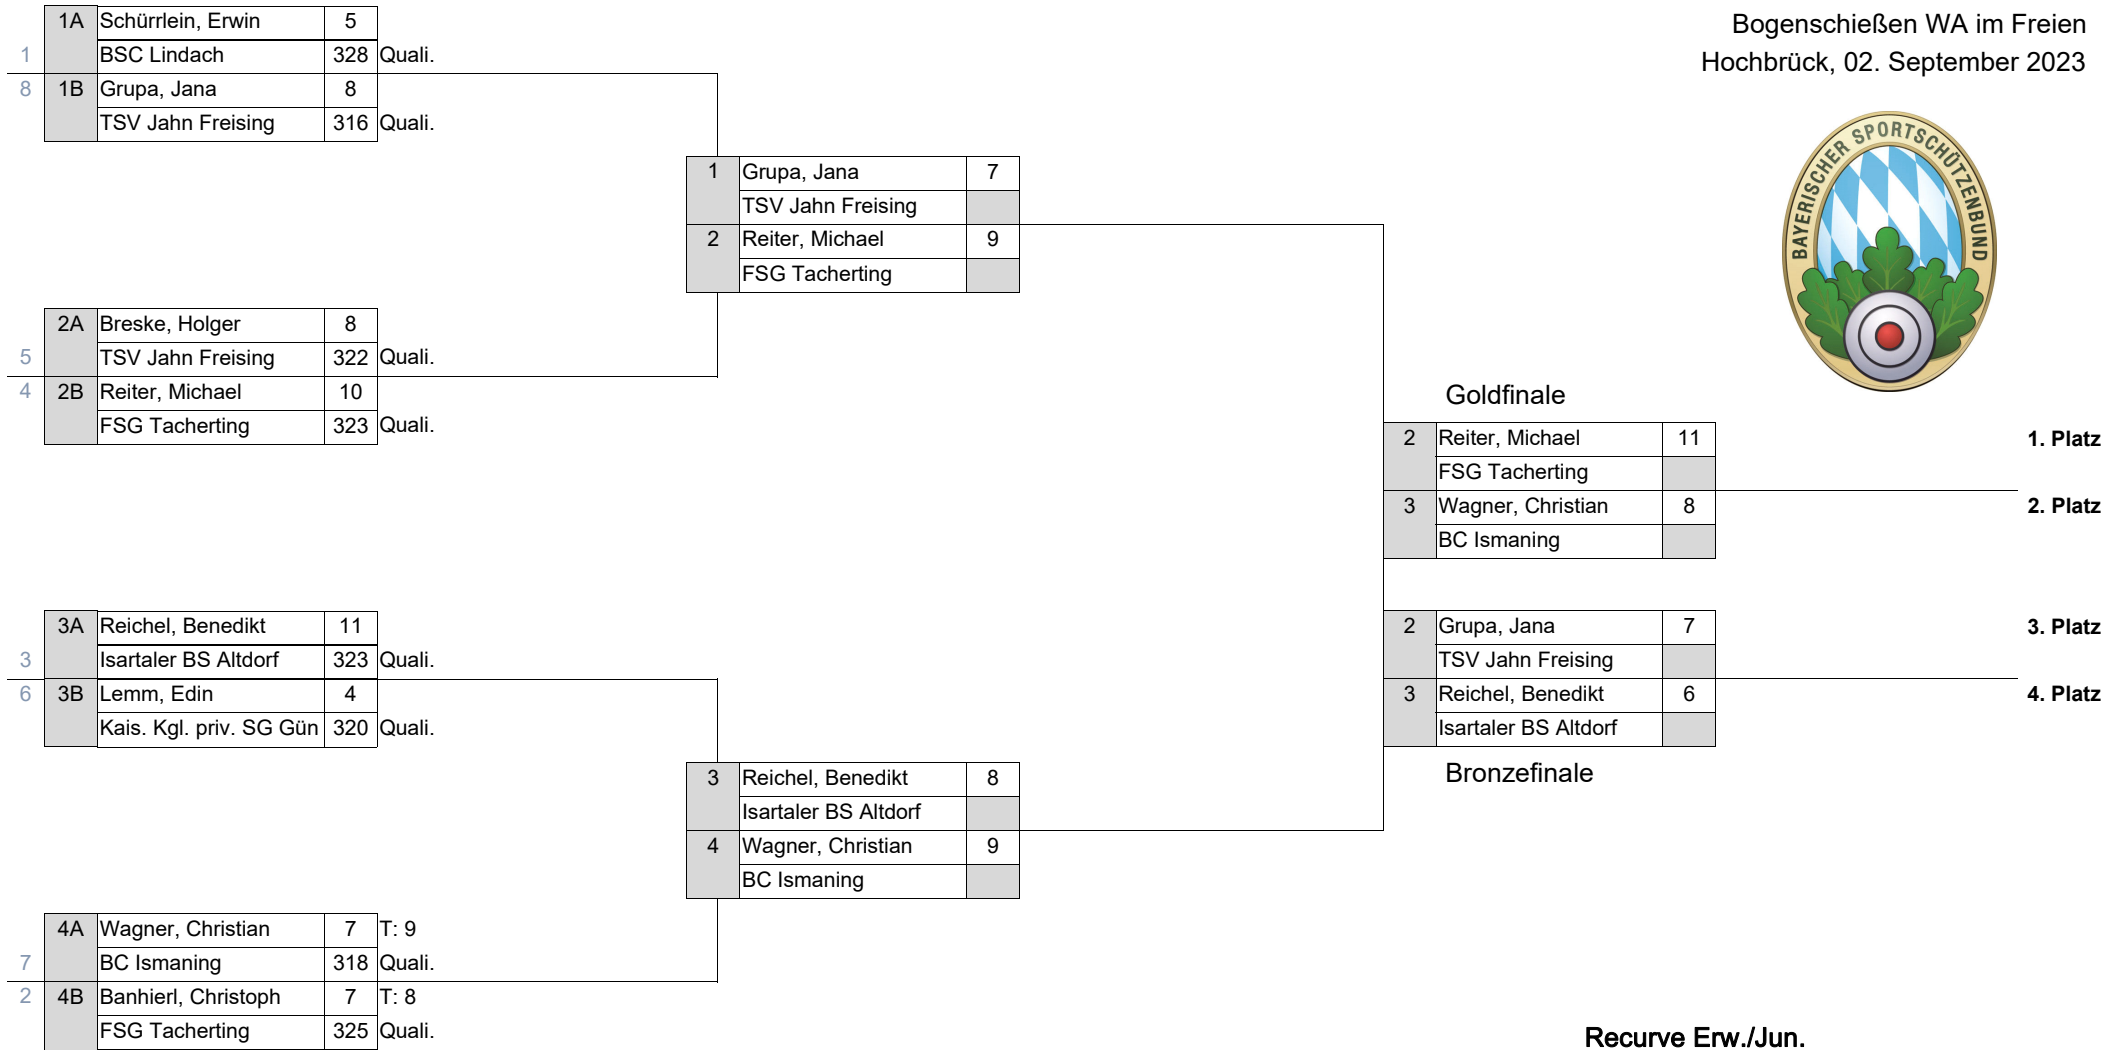 Bogenschießen WA im Freien
Hochbrück, 02. September 2023
BAYERISCHER SPORTSCHÜTZENBUND
1A Schürrlein, Erwin 5
1 BSC Lindach 328 Quali.
8 1B Grupa, Jana 8
TSV Jahn Freising 316 Quali.
1 Grupa, Jana 7
TSV Jahn Freising
2 Reiter, Michael 9
FSG Tacherting
2A Breske, Holger 8
5 TSV Jahn Freising 322 Quali.
4 2B Reiter, Michael 10
FSG Tacherting 323 Quali.
Goldfinale
2 Reiter, Michael 11 1. Platz
FSG Tacherting
3 Wagner, Christian 8 2. Platz
BC Ismaning
3A Reichel, Benedikt 11
3 Isartaler BS Altdorf 323 Quali.
6 3B Lemm, Edin 4
Kais. Kgl. priv. SG Gün 320 Quali.
2 Grupa, Jana 7 3. Platz
TSV Jahn Freising
3 Reichel, Benedikt 6 4. Platz
Isartaler BS Altdorf
Bronzefinale
3 Reichel, Benedikt 8
Isartaler BS Altdorf
4 Wagner, Christian 9
BC Ismaning
4A Wagner, Christian 7 T: 9
7 BC Ismaning 318 Quali.
2 4B Banhierl, Christoph 7 T: 8
FSG Tacherting 325 Quali.
Recurve Erw./Jun.